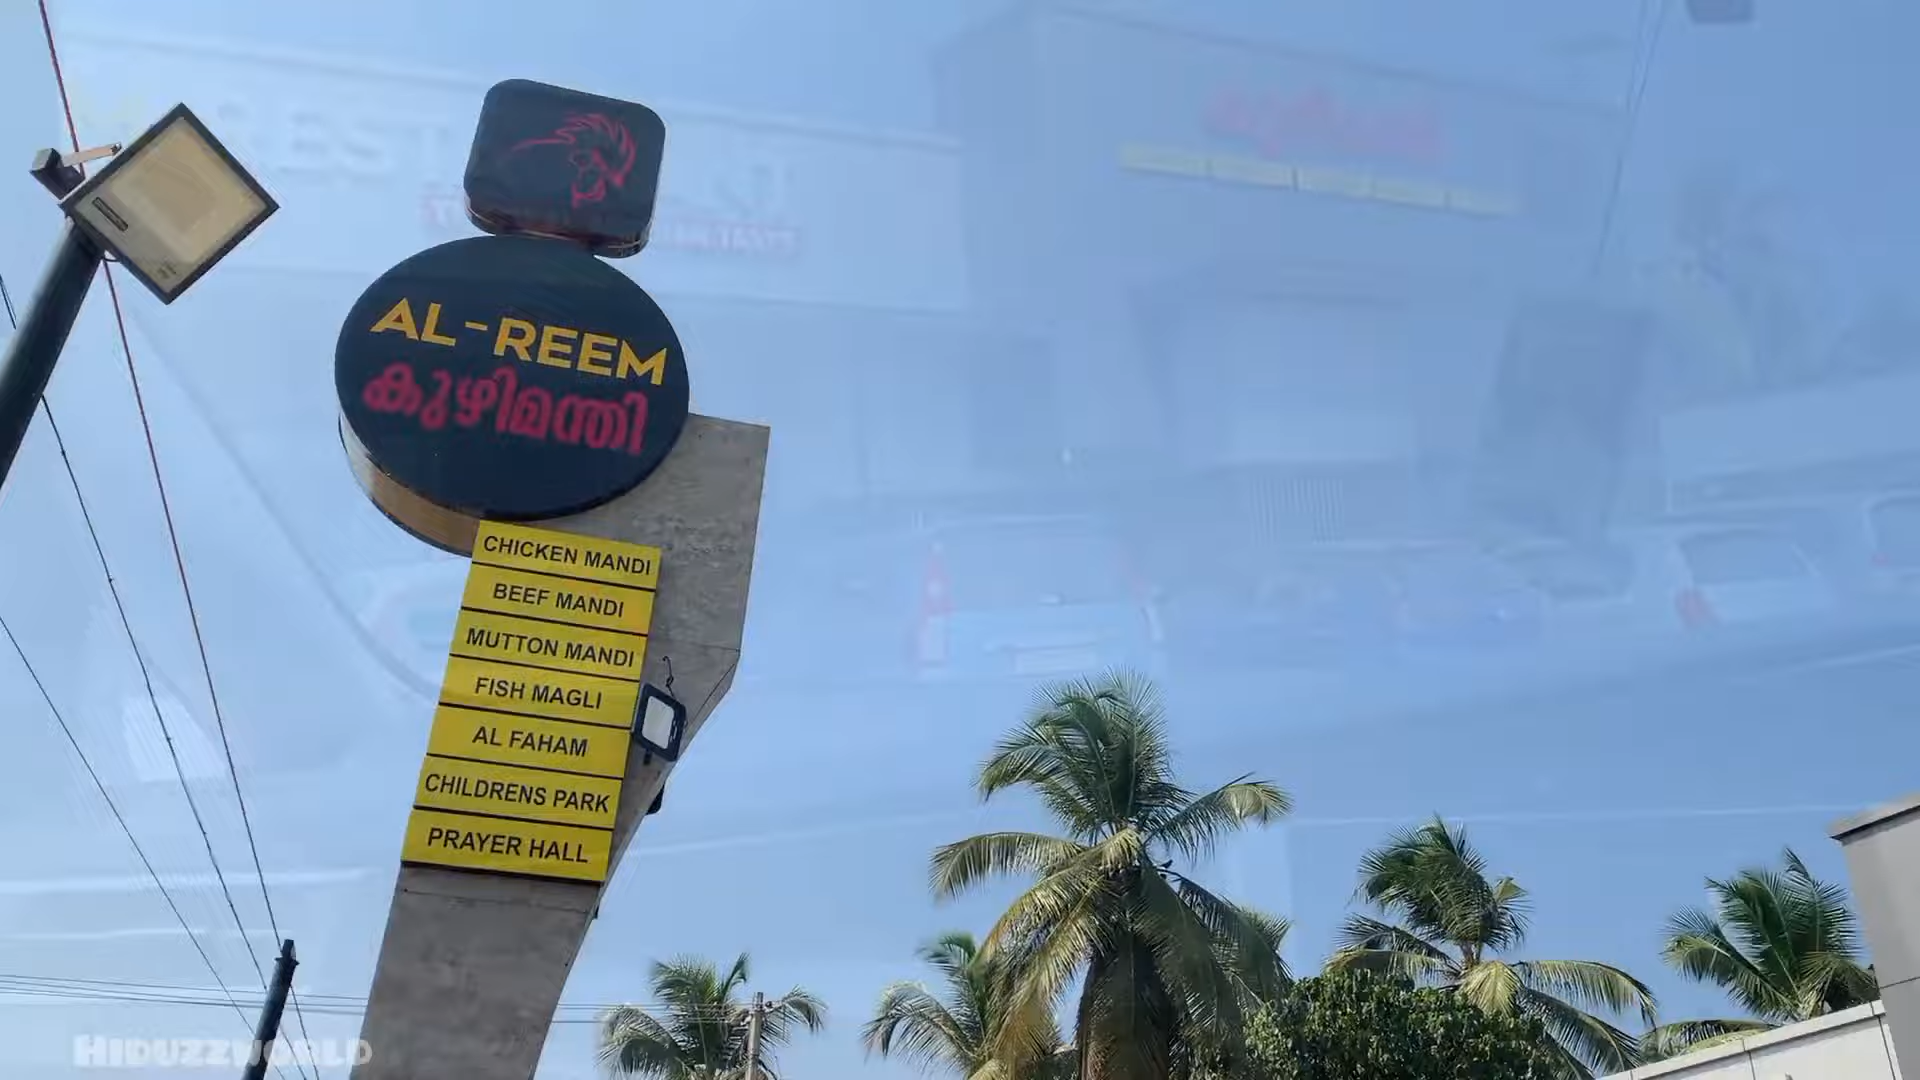 AL-REEM
കുഴിമന്തി
CHICKEN MANDI
BEEF MANDI
MUTTON MANDI
FISH MAGLI
AL FAHAM
CHILDRENS PARK
PRAYER HALL
HIDUZZWORLD